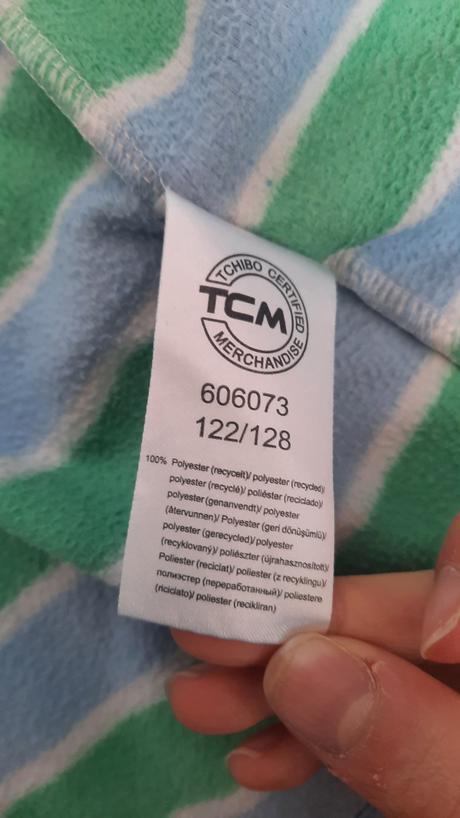 TCHIBO CERTIFIED
TCM
MERCHANDISE
606073
122/128
100% Polyester (recycelt)/ polyester (recycled)/
polyester (recyclé)/ poliéster (reciclado)/
polyester (genanvendt)/ polyester
(återvunnen)/ Polyester (geri dönüşümlü)/
polyester (gerecycled)/ polyester
(recyklovaný)/ poliészter (újrahasznosított)/
Poliester (reciclat)/ poliester (z recyklingu)/
полиэстер (переработанный)/ poliestere
(riciclato)/ poliester (recikliran)